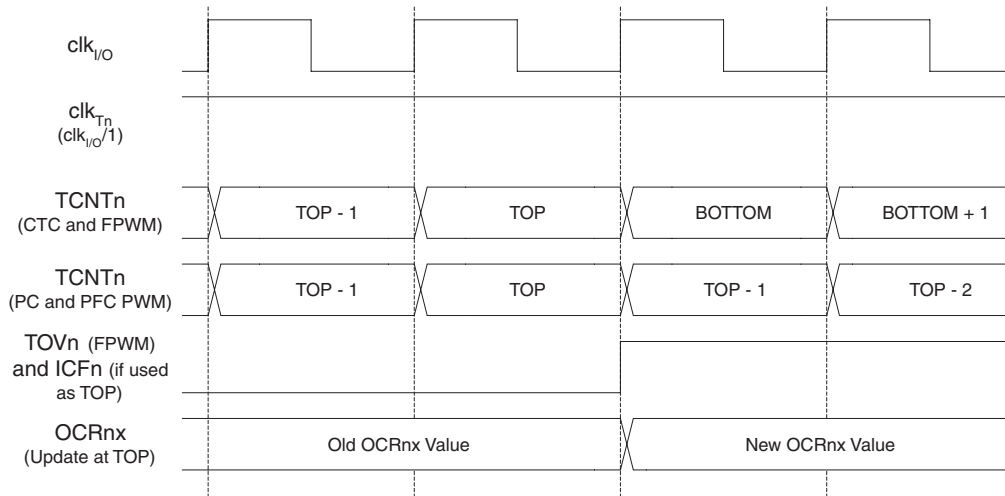 clkI/O
clkTn
(clkI/O/1)
TCNTn
(CTC and FPWM)
TOP - 1
TOP
BOTTOM
BOTTOM + 1
TCNTn
(PC and PFC PWM)
TOP - 1
TOP
TOP - 1
TOP - 2
TOVn (FPWM)
and ICFn (if used
as TOP)
OCRnx
(Update at TOP)
Old OCRnx Value
New OCRnx Value